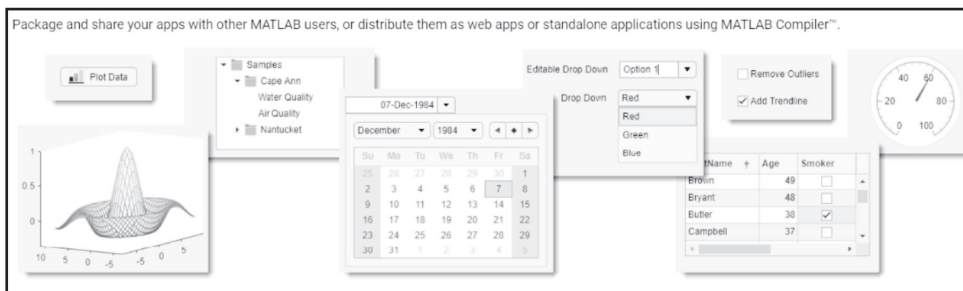 Package and share your apps with other MATLAB users, or distribute them as web apps or standalone applications using MATLAB Compiler™.
Plot Data
Samples
Cape Ann
Water Quality
Air Quality
Nantucket
07-Dec-1984
December 1984
Su Mo Tu We Th Fr Sa
25 26 27 28 29 30 1
2 3 4 5 6 7 8
9 10 11 12 13 14 15
16 17 18 19 20 21 22
23 24 25 26 27 28 29
30 31 1 2 3 4 5
Editable Drop Down Option 1
Drop Down Red
Red
Green
Blue
Remove Outliers
Add Trendline
40 60
20 80
0 100
1
0.5
0
10 5 0 -5 -5 0 5
Name Age Smoker
Brown 49
Bryant 48
Butler 38
Campbell 37